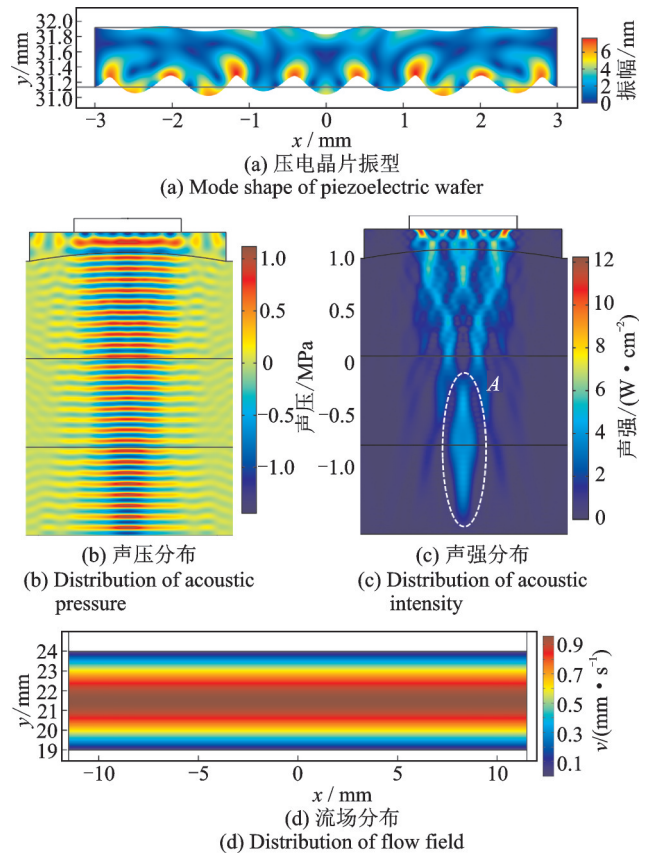 32.0
31.8
31.6
31.4
31.2
31.0
y/mm
−3 −2 −1 0 1 2 3
x / mm
6
4
2
0
振幅/nm
(a) 压电晶片振型
(a) Mode shape of piezoelectric wafer
1.0
0.5
0
−0.5
−1.0
声压/MPa
1.0
0.5
0
−0.5
−1.0
A
12
10
8
6
4
2
0
声强/(W·cm⁻²)
(b) 声压分布
(b) Distribution of acoustic
pressure
(c) 声强分布
(c) Distribution of acoustic
intensity
24
23
22
21
20
19
y/mm
−10 −5 0 5 10
x / mm
0.9
0.7
0.5
0.3
0.1
v/(mm·s⁻¹)
(d) 流场分布
(d) Distribution of flow field